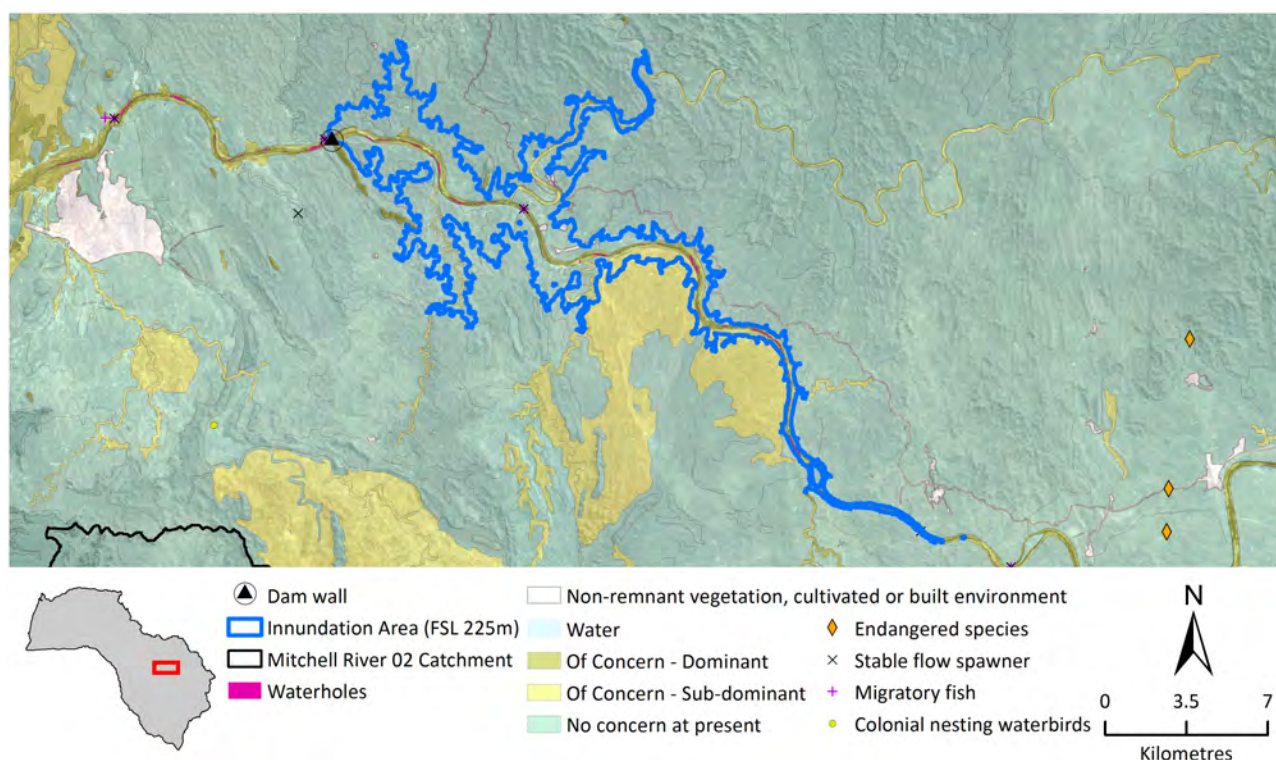 Dam wall
Innundation Area (FSL 225m)
Mitchell River 02 Catchment
Waterholes
Non-remnant vegetation, cultivated or built environment
Water
Of Concern - Dominant
Of Concern - Sub-dominant
No concern at present
Endangered species
Stable flow spawner
Migratory fish
Colonial nesting waterbirds
N
0 3.5 7
Kilometres